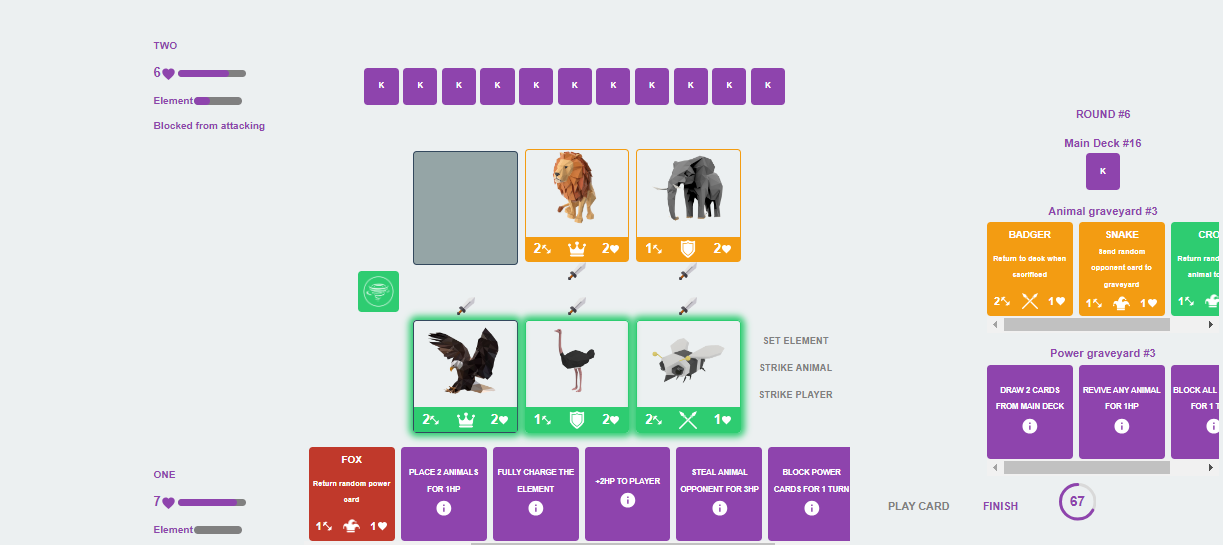 TWO
6
Element
Blocked from attacking
K K K K K K K K K K K
ROUND #6
Main Deck #16
K
Animal graveyard #3
BADGER
Return to deck when
sacrificed
2 1
SNAKE
Send random
opponent card to
graveyard
1 1
CRO
Return rand
animal to
1
2 2
1 2
2 2
1 2
2 1
SET ELEMENT
STRIKE ANIMAL
STRIKE PLAYER
Power graveyard #3
DRAW 2 CARDS
FROM MAIN DECK
REVIVE ANY ANIMAL
FOR 1HP
BLOCK ALL
FOR 1 T
ONE
7
Element
FOX
Return random power
card
1 1
PLACE 2 ANIMALS
FOR 1HP
FULLY CHARGE THE
ELEMENT
+2HP TO PLAYER
STEAL ANIMAL
OPPONENT FOR 3HP
BLOCK POWER
CARDS FOR 1 TURN
PLAY CARD
FINISH
67